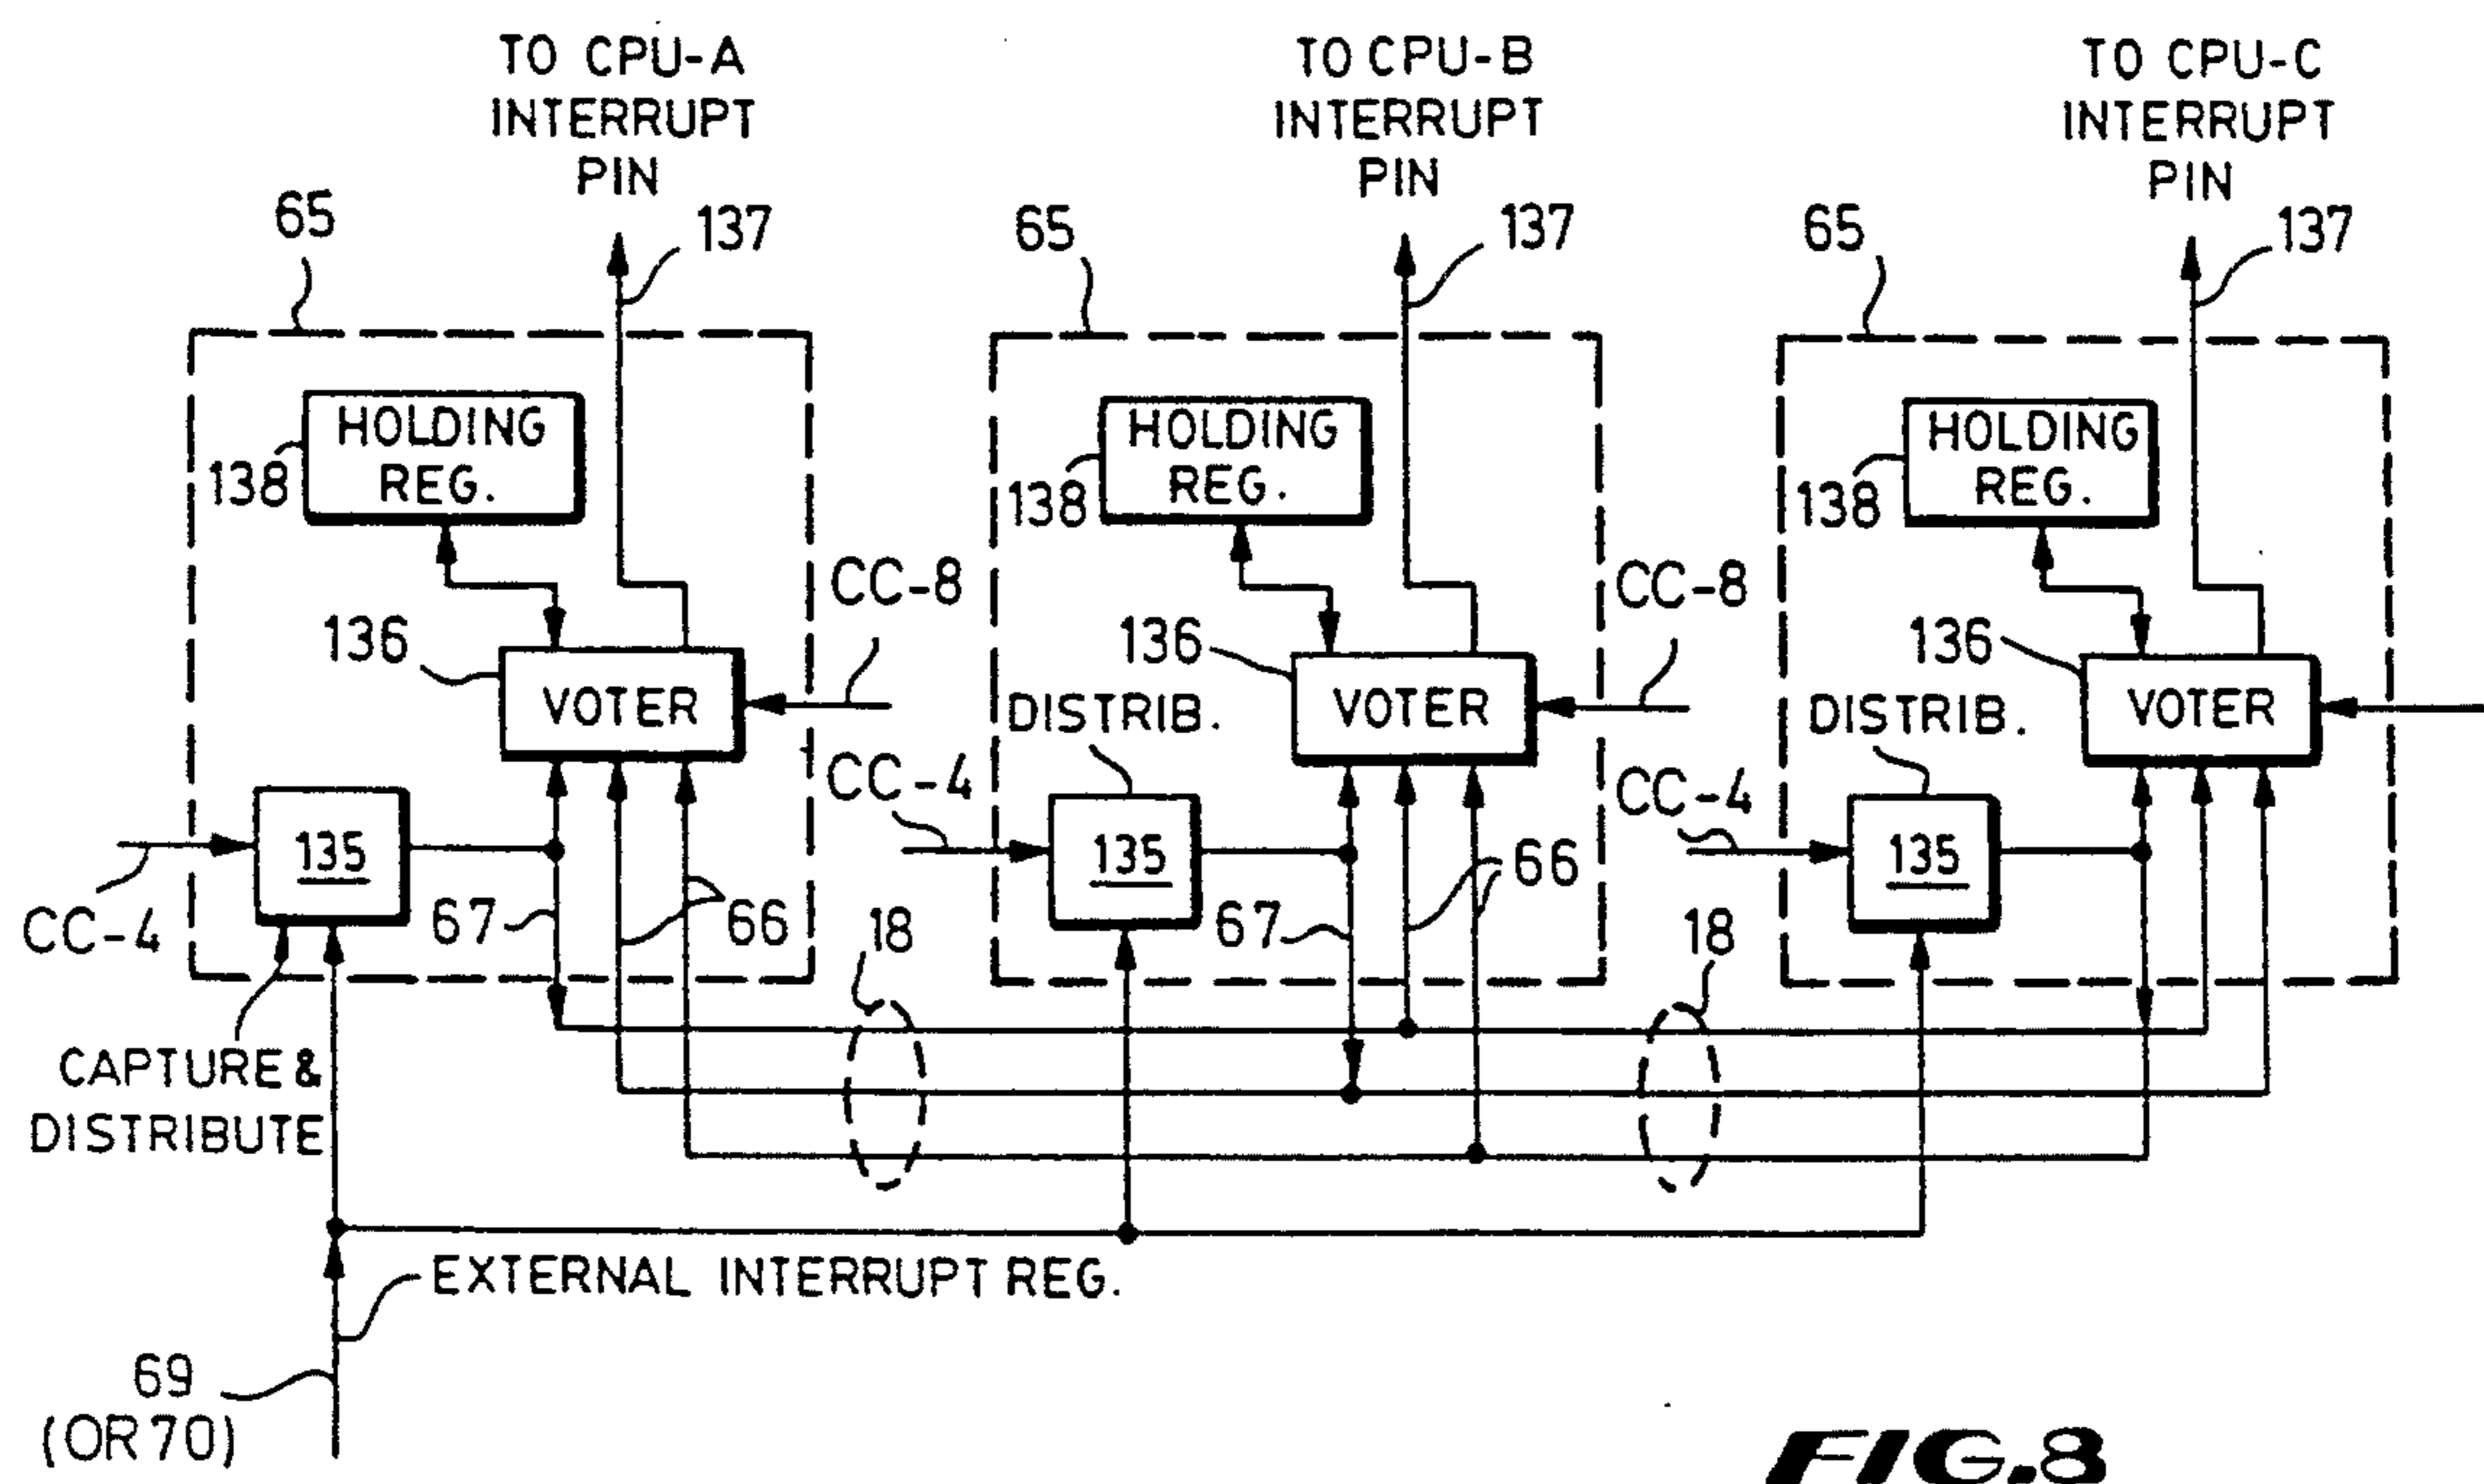 TO CPU-A
INTERRUPT
PIN
TO CPU-B
INTERRUPT
PIN
TO CPU-C
INTERRUPT
PIN
65
137
65
137
65
137
HOLDING
REG.
138
HOLDING
REG.
138
HOLDING
REG.
138
CC-8
CC-8
136
VOTER
136
VOTER
136
VOTER
DISTRIB.
DISTRIB.
CC-4
CC-4
135
135
135
CC-4
67
66
18
67
66
18
CAPTURE &
DISTRIBUTE
EXTERNAL INTERRUPT REG.
69
(OR 70)
FIG.8